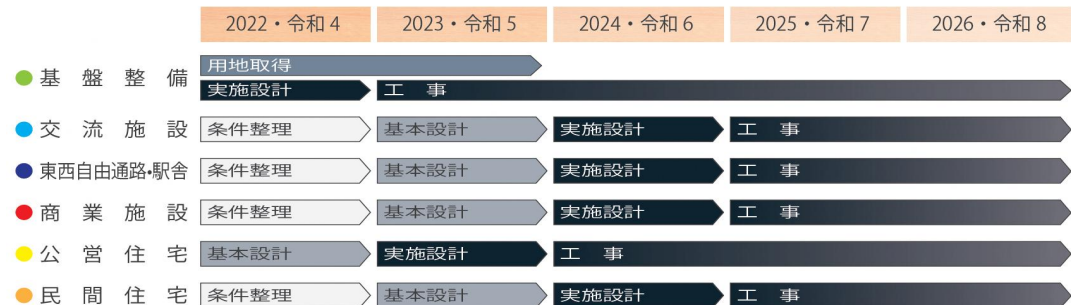 2022・令和4 2023・令和5 2024・令和6 2025・令和7 2026・令和8
用地取得
基盤整備
実施設計 工事
交流施設 条件整理 基本設計 実施設計 工事
東西自由通路・駅舎 条件整理 基本設計 実施設計 工事
商業施設 条件整理 基本設計 実施設計 工事
公営住宅 基本設計 実施設計 工事
民間住宅 条件整理 基本設計 実施設計 工事